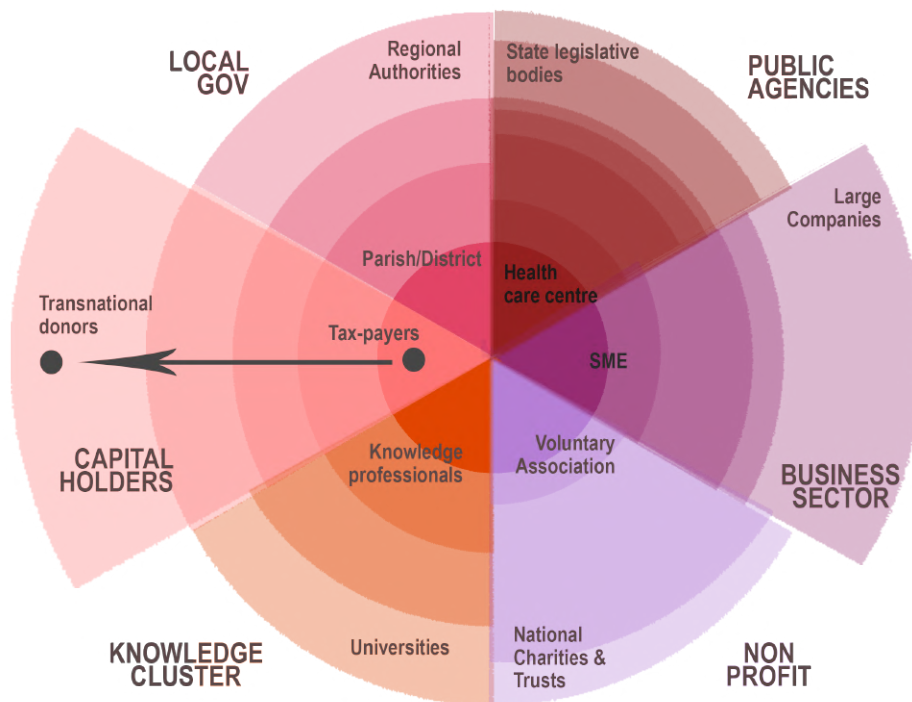 LOCAL
GOV
Regional
Authorities
State legislative
bodies
PUBLIC
AGENCIES
Large
Companies
Parish/District
Health
care centre
Transnational
donors
Tax-payers
SME
CAPITAL
HOLDERS
Knowledge
professionals
Voluntary
Association
BUSINESS
SECTOR
KNOWLEDGE
CLUSTER
Universities
National
Charities &
Trusts
NON
PROFIT